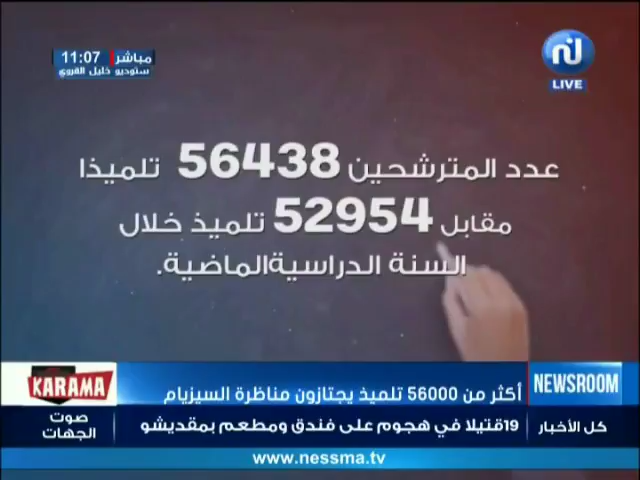 مباشر 11:07
ستوديو خليل القروي
LIVE
عدد المترشحين 56438 تلميذا
مقابل 52954 تلميذ خلال
السنة الدراسيةالماضية.
KARAMA
أكثر من 56000 تلميذ يجتازون مناظرة السيزيام
NEWSROOM
كل الأخبار
19قتيلا في هجوم على فندق ومطعم بمقديشو
صوت
الجهات
www.nessma.tv